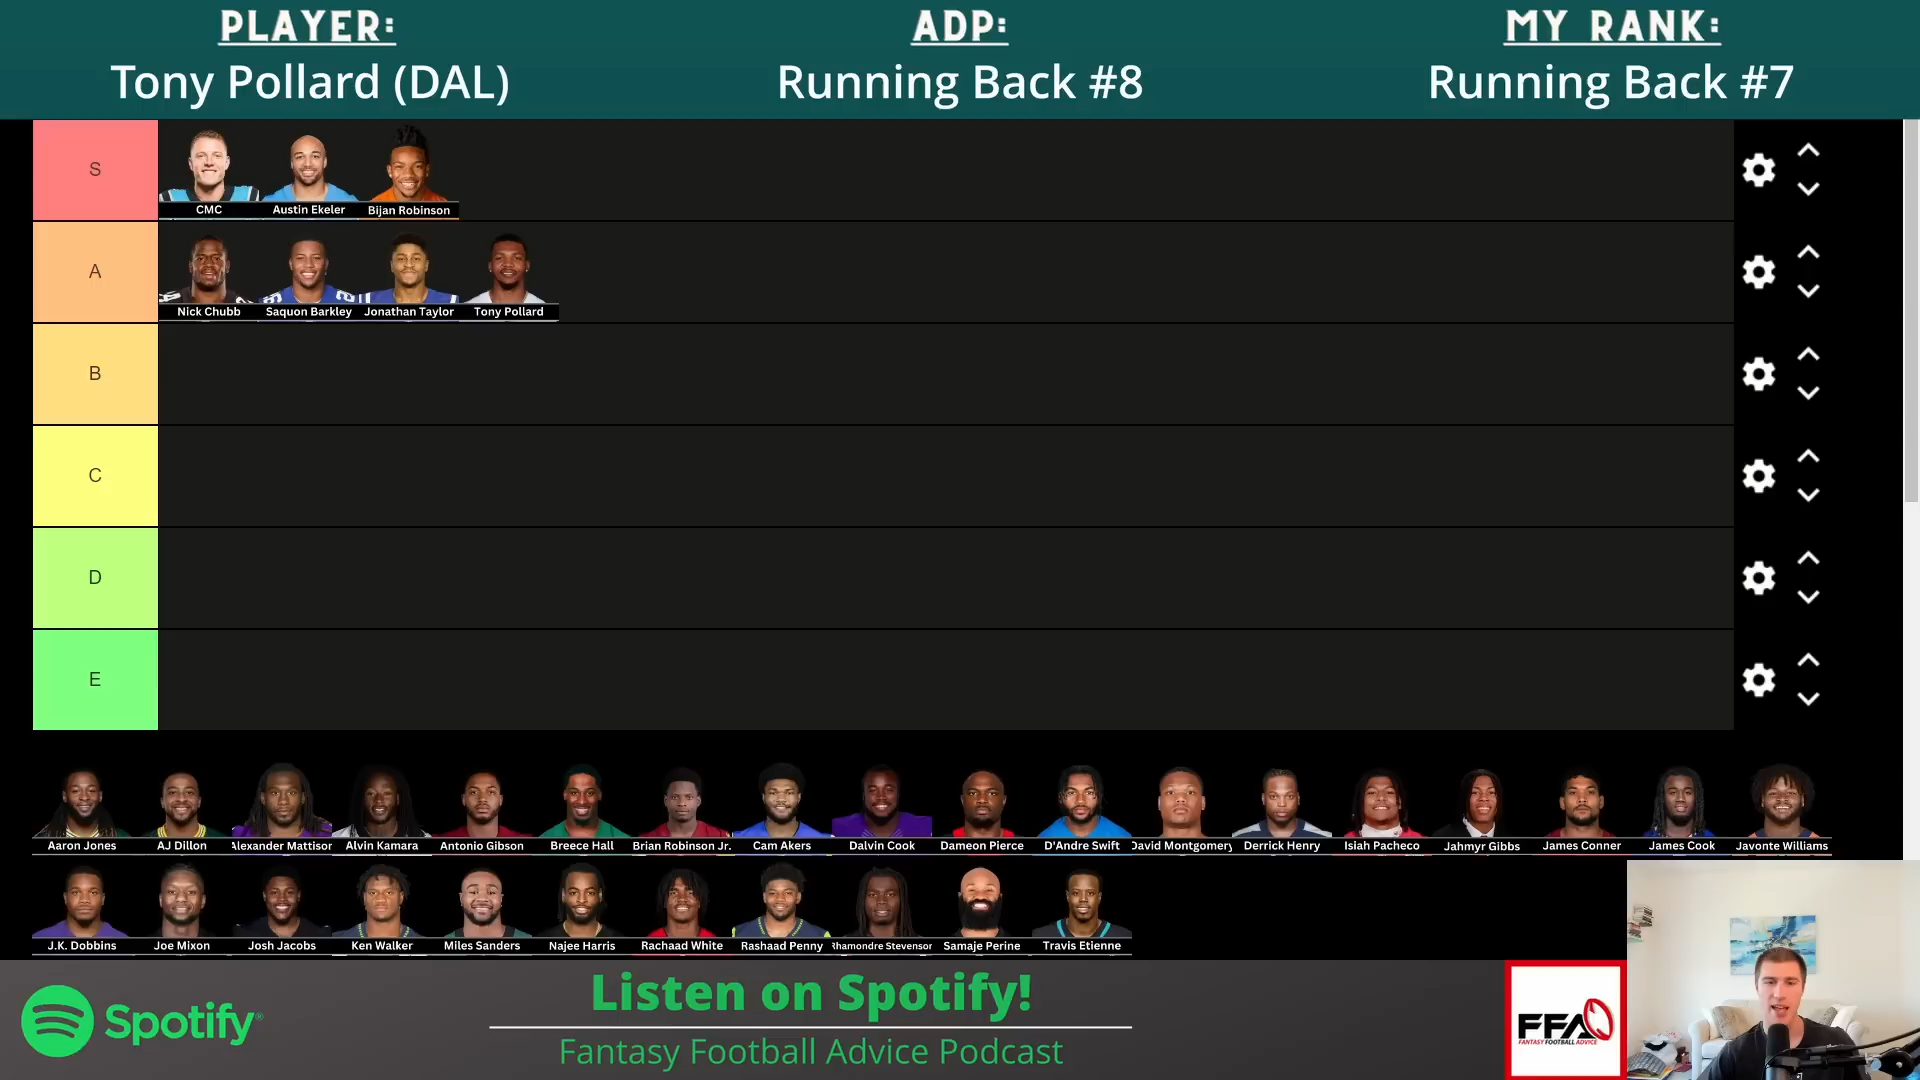 PLAYER:
ADP:
MY RANK:
Tony Pollard (DAL)
Running Back #8
Running Back #7
S
CMC
Austin Ekeler
Bijan Robinson
A
Nick Chubb
Saquon Barkley
Jonathan Taylor
Tony Pollard
B
C
D
E
Aaron Jones
AJ Dillon
Alexander Mattison
Alvin Kamara
Antonio Gibson
Breece Hall
Brian Robinson Jr.
Cam Akers
Dalvin Cook
Dameon Pierce
D'Andre Swift
David Montgomery
Derrick Henry
Isiah Pacheco
Jahmyr Gibbs
James Conner
James Cook
Javonte Williams
J.K. Dobbins
Joe Mixon
Josh Jacobs
Ken Walker
Miles Sanders
Najee Harris
Rachaad White
Rashaad Penny
Rhamondre Stevenson
Samaje Perine
Travis Etienne
Spotify®
Listen on Spotify!
Fantasy Football Advice Podcast
FFA
FANTASY FOOTBALL ADVICE